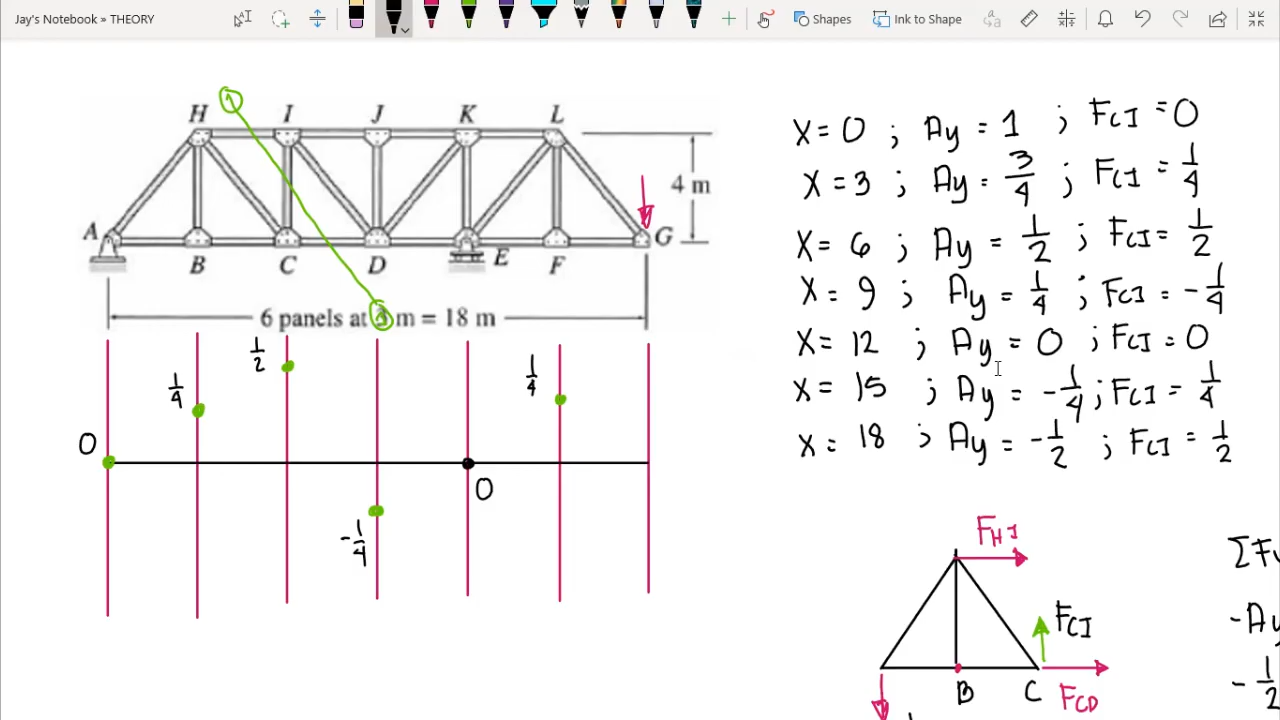 Jay's Notebook » THEORY
Shapes
Ink to Shape
H I J K L
4 m
A G
B C D E F
6 panels at 3 m = 18 m
0 1/4 1/2 -1/4 0 1/4
X = 0 ; Ay = 1 ; FCI = 0
X = 3 ; Ay = 3/4 ; FCI = 1/4
X = 6 ; Ay = 1/2 ; FCI = 1/2
X = 9 ; Ay = 1/4 ; FCI = -1/4
X = 12 ; Ay = 0 ; FCI = 0
X = 15 ; Ay = -1/4 ; FCI = 1/4
X = 18 ; Ay = -1/2 ; FCI = 1/2
FHI
FCI
B C FCD
-Ay
-1/2